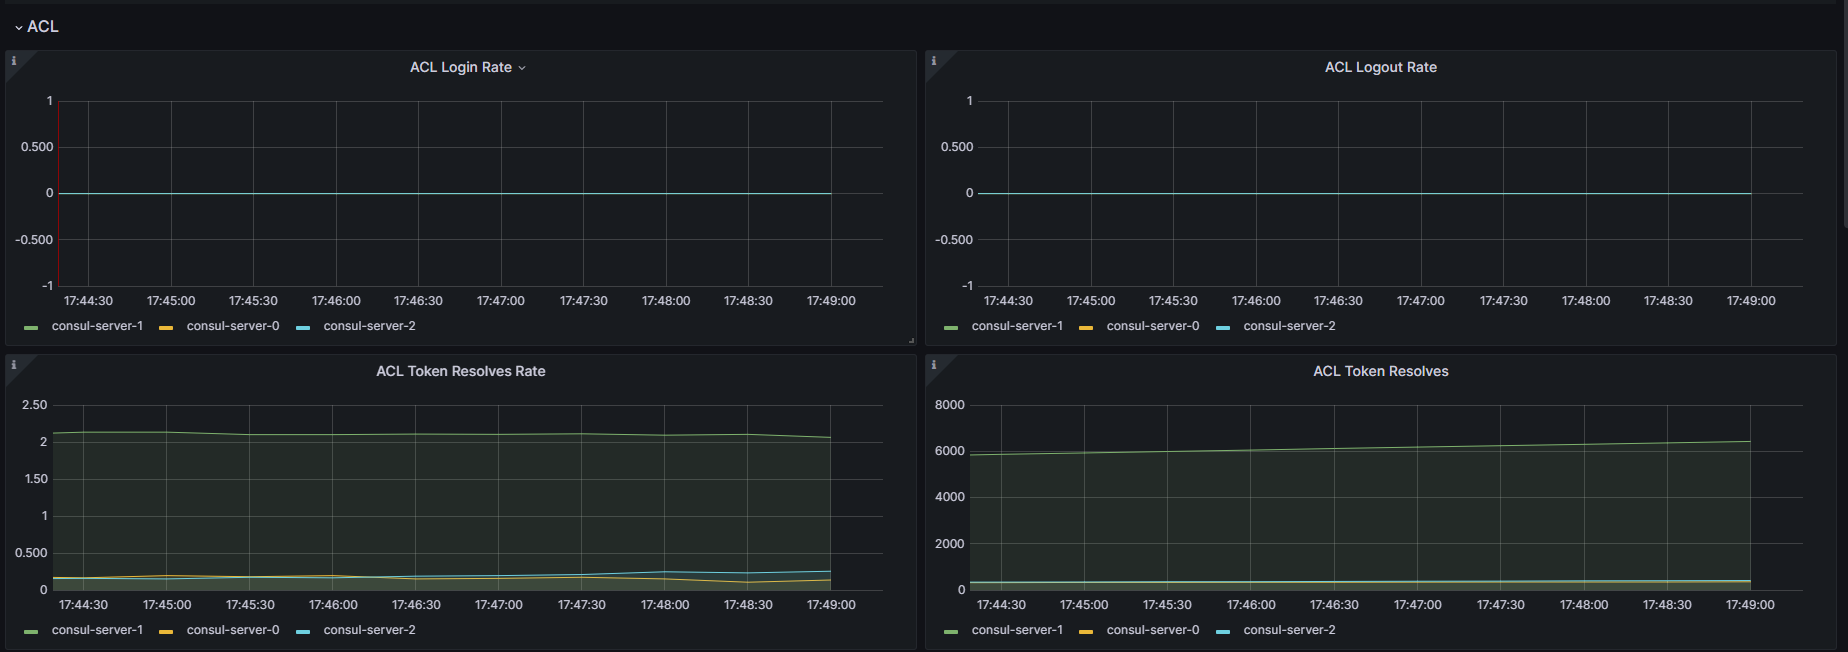 ACL
ACL Login Rate
1
0.500
0
-0.500
-1
17:44:30 17:45:00 17:45:30 17:46:00 17:46:30 17:47:00 17:47:30 17:48:00 17:48:30 17:49:00
consul-server-1 consul-server-0 consul-server-2
ACL Logout Rate
1
0.500
0
-0.500
-1
17:44:30 17:45:00 17:45:30 17:46:00 17:46:30 17:47:00 17:47:30 17:48:00 17:48:30 17:49:00
consul-server-1 consul-server-0 consul-server-2
ACL Token Resolves Rate
2.50
2
1.50
1
0.500
0
17:44:30 17:45:00 17:45:30 17:46:00 17:46:30 17:47:00 17:47:30 17:48:00 17:48:30 17:49:00
consul-server-1 consul-server-0 consul-server-2
ACL Token Resolves
8000
6000
4000
2000
0
17:44:30 17:45:00 17:45:30 17:46:00 17:46:30 17:47:00 17:47:30 17:48:00 17:48:30 17:49:00
consul-server-1 consul-server-0 consul-server-2